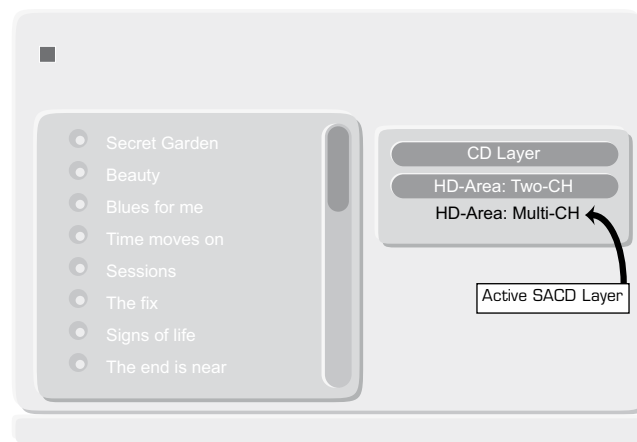 Secret Garden
Beauty
Blues for me
Time moves on
Sessions
The fix
Signs of life
The end is near
CD Layer
HD-Area: Two-CH
HD-Area: Multi-CH
Active SACD Layer